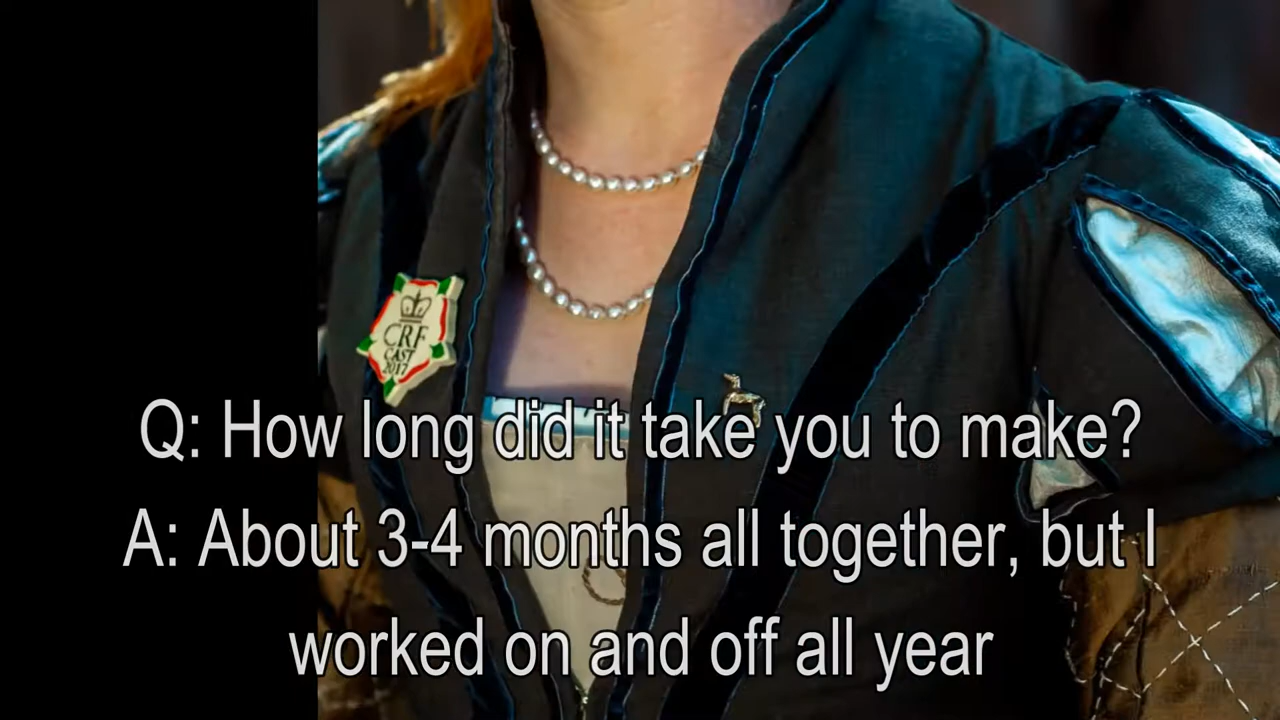 CRF
CAST
2017
Q: How long did it take you to make?
A: About 3-4 months all together, but I
worked on and off all year